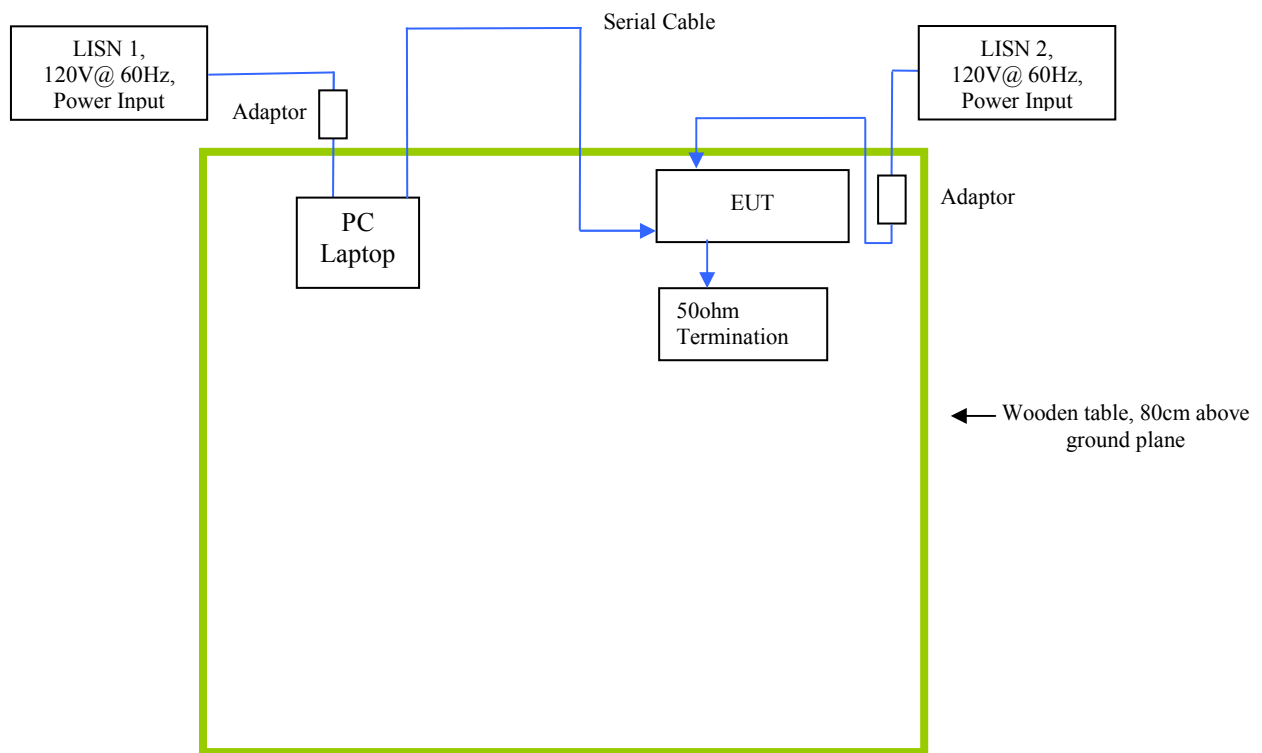 Serial Cable
LISN 1,
120V@ 60Hz,
Power Input
LISN 2,
120V@ 60Hz,
Power Input
Adaptor
PC
Laptop
EUT
Adaptor
50ohm
Termination
Wooden table, 80cm above
ground plane